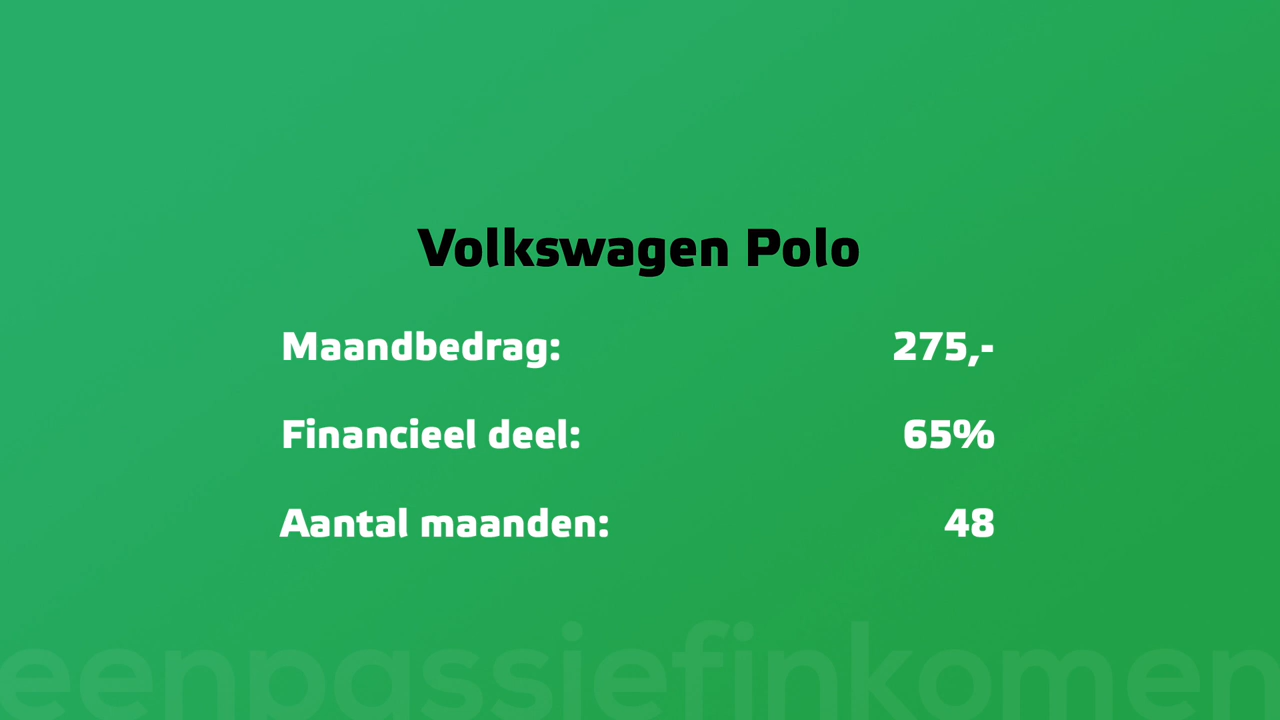 Volkswagen Polo
Maandbedrag: 275,-
Financieel deel: 65%
Aantal maanden: 48
eenpassiefinkomen